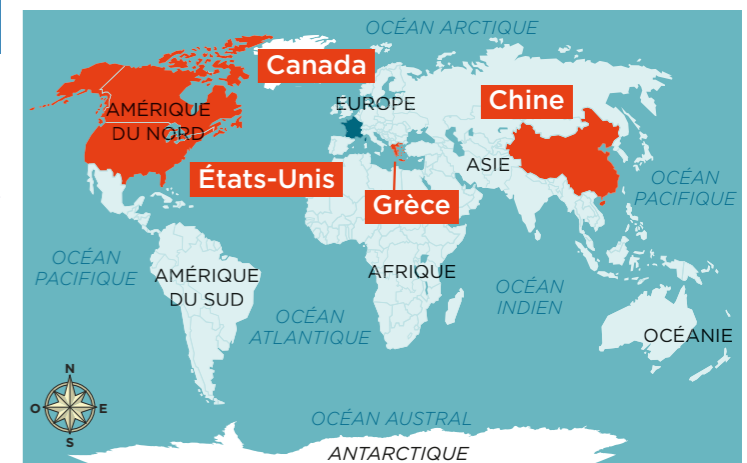 OCÉAN ARCTIQUE
Canada
EUROPE
Chine
AMÉRIQUE
DU NORD
ASIE
États-Unis
Grèce
OCÉAN
PACIFIQUE
OCÉAN
PACIFIQUE
AMÉRIQUE
DU SUD
AFRIQUE
OCÉAN
INDIEN
OCÉAN
ATLANTIQUE
OCÉANIE
N
O
E
S
OCÉAN AUSTRAL
ANTARCTIQUE